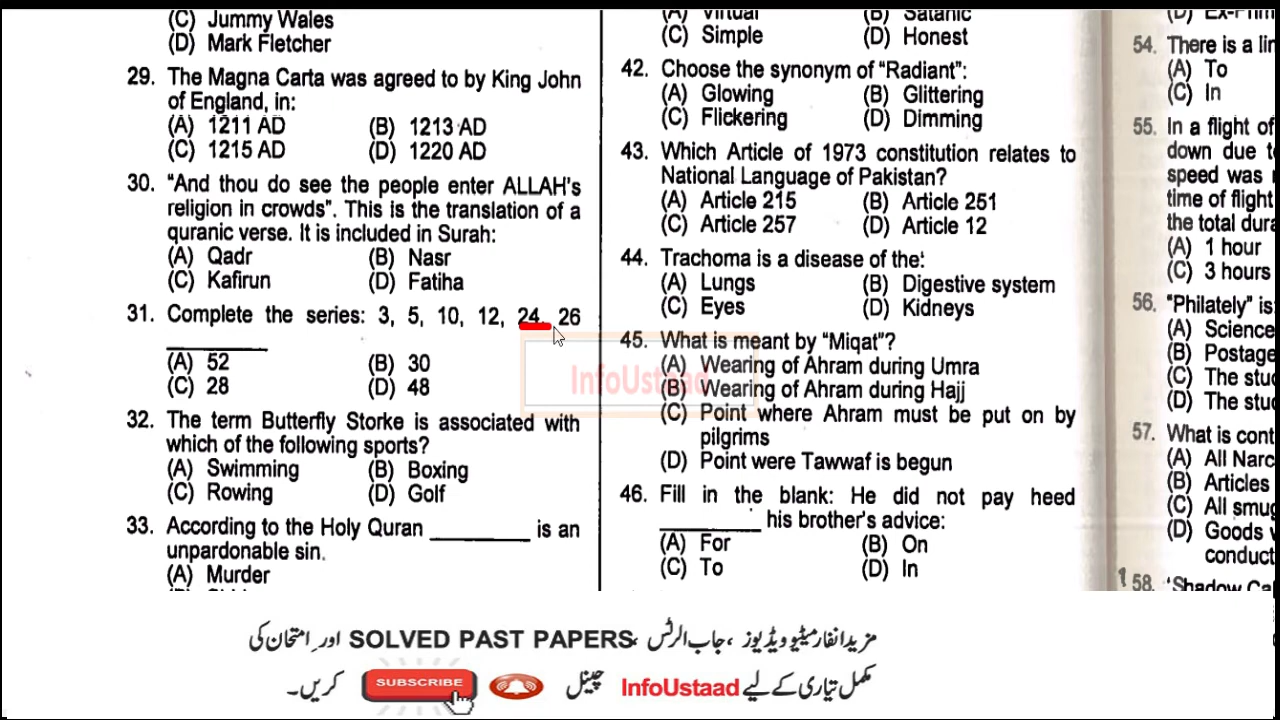 (C) Jummy Wales
(D) Mark Fletcher
29. The Magna Carta was agreed to by King John
of England, in:
(A) 1211 AD (B) 1213 AD
(C) 1215 AD (D) 1220 AD
30. “And thou do see the people enter ALLAH’s
religion in crowds”. This is the translation of a
quranic verse. It is included in Surah:
(A) Qadr (B) Nasr
(C) Kafirun (D) Fatiha
31. Complete the series: 3, 5, 10, 12, 24, 26
__________
(A) 52 (B) 30
(C) 28 (D) 48
32. The term Butterfly Storke is associated with
which of the following sports?
(A) Swimming (B) Boxing
(C) Rowing (D) Golf
33. According to the Holy Quran __________ is an
unpardonable sin.
(A) Murder
(A) Virtual (B) Satanic
(C) Simple (D) Honest
42. Choose the synonym of “Radiant”:
(A) Glowing (B) Glittering
(C) Flickering (D) Dimming
43. Which Article of 1973 constitution relates to
National Language of Pakistan?
(A) Article 215 (B) Article 251
(C) Article 257 (D) Article 12
44. Trachoma is a disease of the:
(A) Lungs (B) Digestive system
(C) Eyes (D) Kidneys
45. What is meant by “Miqat”?
(A) Wearing of Ahram during Umra
(B) Wearing of Ahram during Hajj
(C) Point where Ahram must be put on by
pilgrims
(D) Point were Tawwaf is begun
46. Fill in the blank: He did not pay heed
__________ his brother’s advice:
(A) For (B) On
(C) To (D) In
54. There is a
(A) To
(C) In
55. In a flight of
down due
speed was
time of flight
the total
(A) 1 hour
(C) 3 hours
56. “Philately” is
(A) Science
(B) Postage
(C) The
(D) The
57. What is
(A) All
(B) Articles
(C) All
(D) Goods
58. ‘Shadow
InfoUstaad
مزید انفارمیٹیو ویڈیوز ،جاب الرٹس، SOLVED PAST PAPERS اور امتحان کی
مکمل تیاری کے لیے InfoUstaad چینل SUBSCRIBE کریں۔